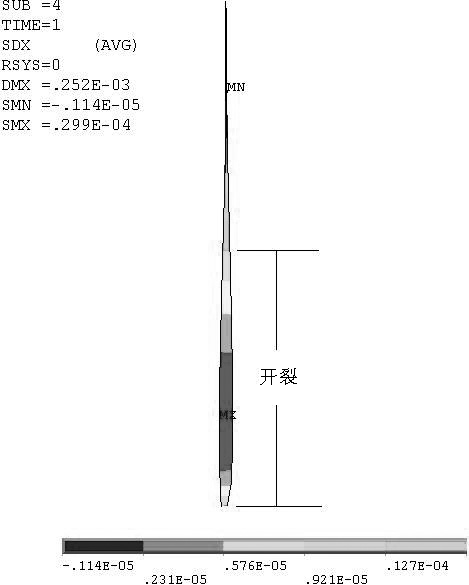 SUB =4
TIME=1
SDX (AVG)
RSYS=0
DMX =.252E-03
SMN =-.114E-05
SMX =.299E-04
MN
开裂
MX
-.114E-05 .576E-05 .127E-04
.231E-05 .921E-05